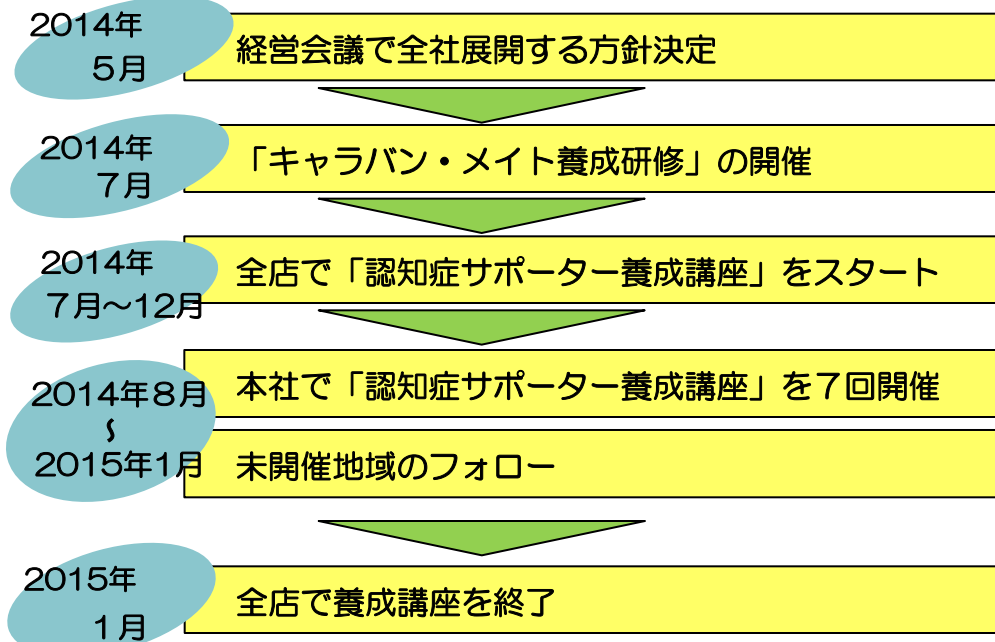 2014年
5月
経営会議で全社展開する方針決定
2014年
7月
「キャラバン・メイト養成研修」の開催
2014年
7月～12月
全店で「認知症サポーター養成講座」をスタート
2014年8月
～
2015年1月
本社で「認知症サポーター養成講座」を7回開催
未開催地域のフォロー
2015年
1月
全店で養成講座を終了